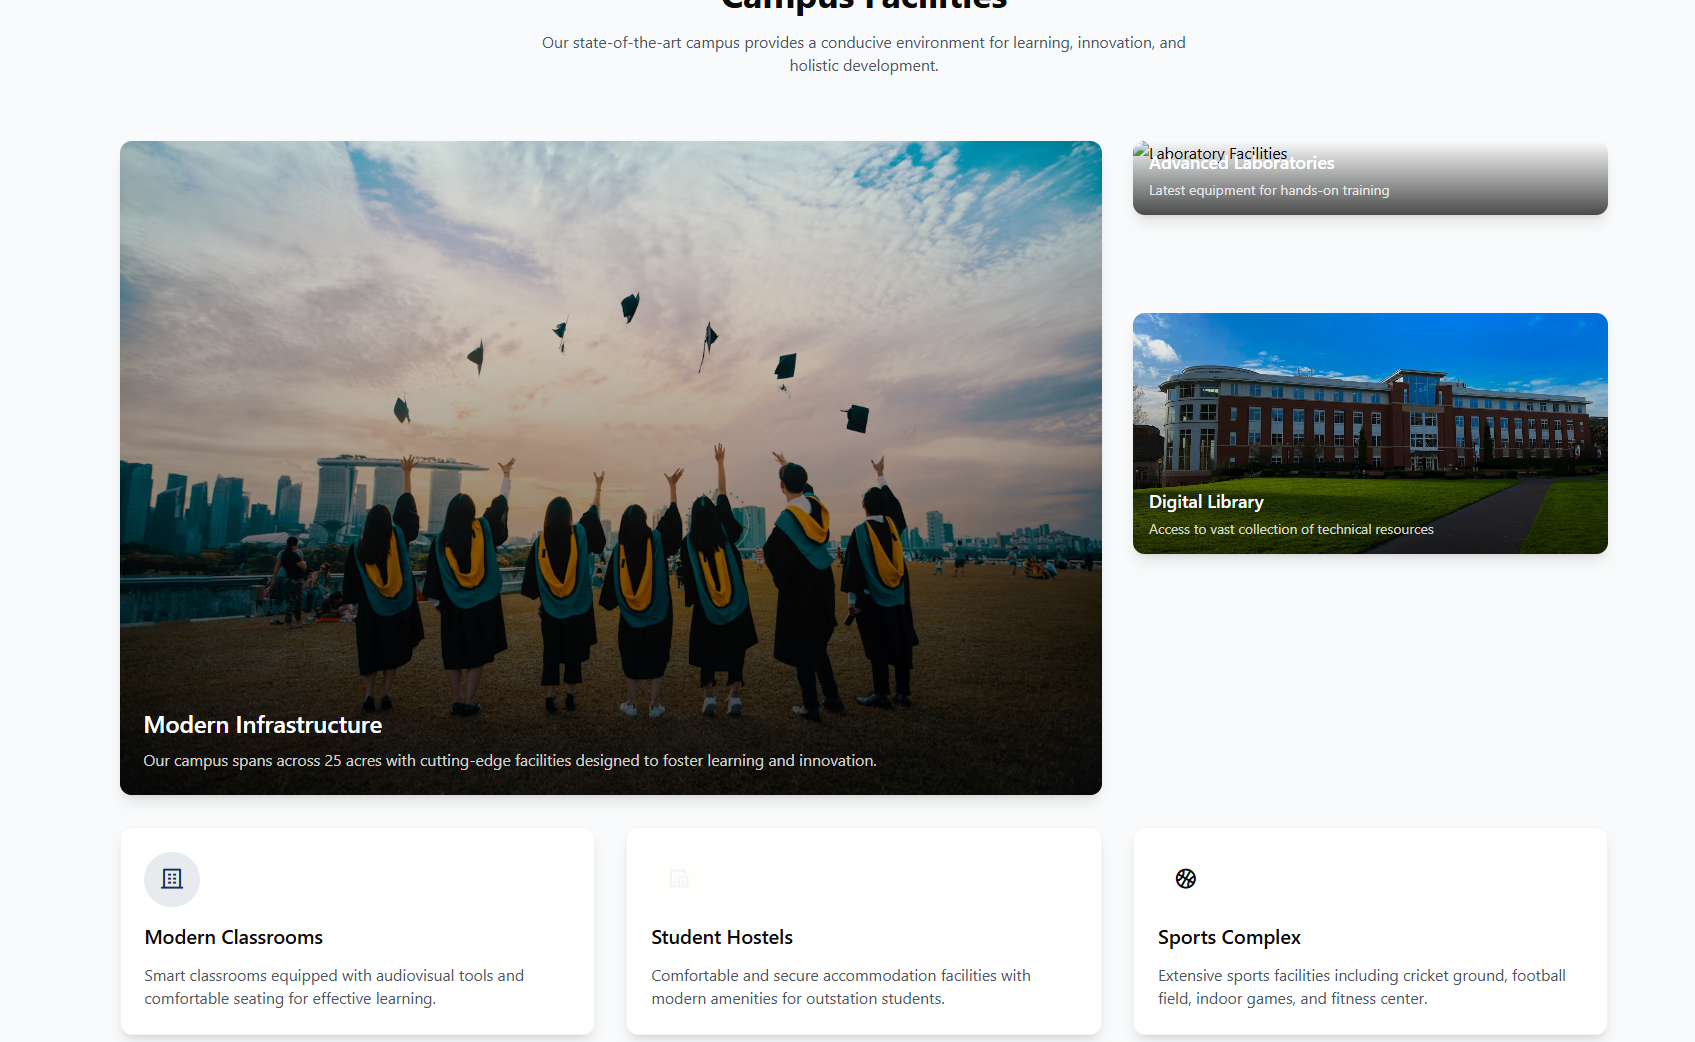 Campus Facilities
Our state-of-the-art campus provides a conducive environment for learning, innovation, and
holistic development.
Laboratory Facilities
Advanced Laboratories
Latest equipment for hands-on training
Digital Library
Access to vast collection of technical resources
Modern Infrastructure
Our campus spans across 25 acres with cutting-edge facilities designed to foster learning and innovation.
Modern Classrooms
Smart classrooms equipped with audiovisual tools and
comfortable seating for effective learning.
Student Hostels
Comfortable and secure accommodation facilities with
modern amenities for outstation students.
Sports Complex
Extensive sports facilities including cricket ground, football
field, indoor games, and fitness center.